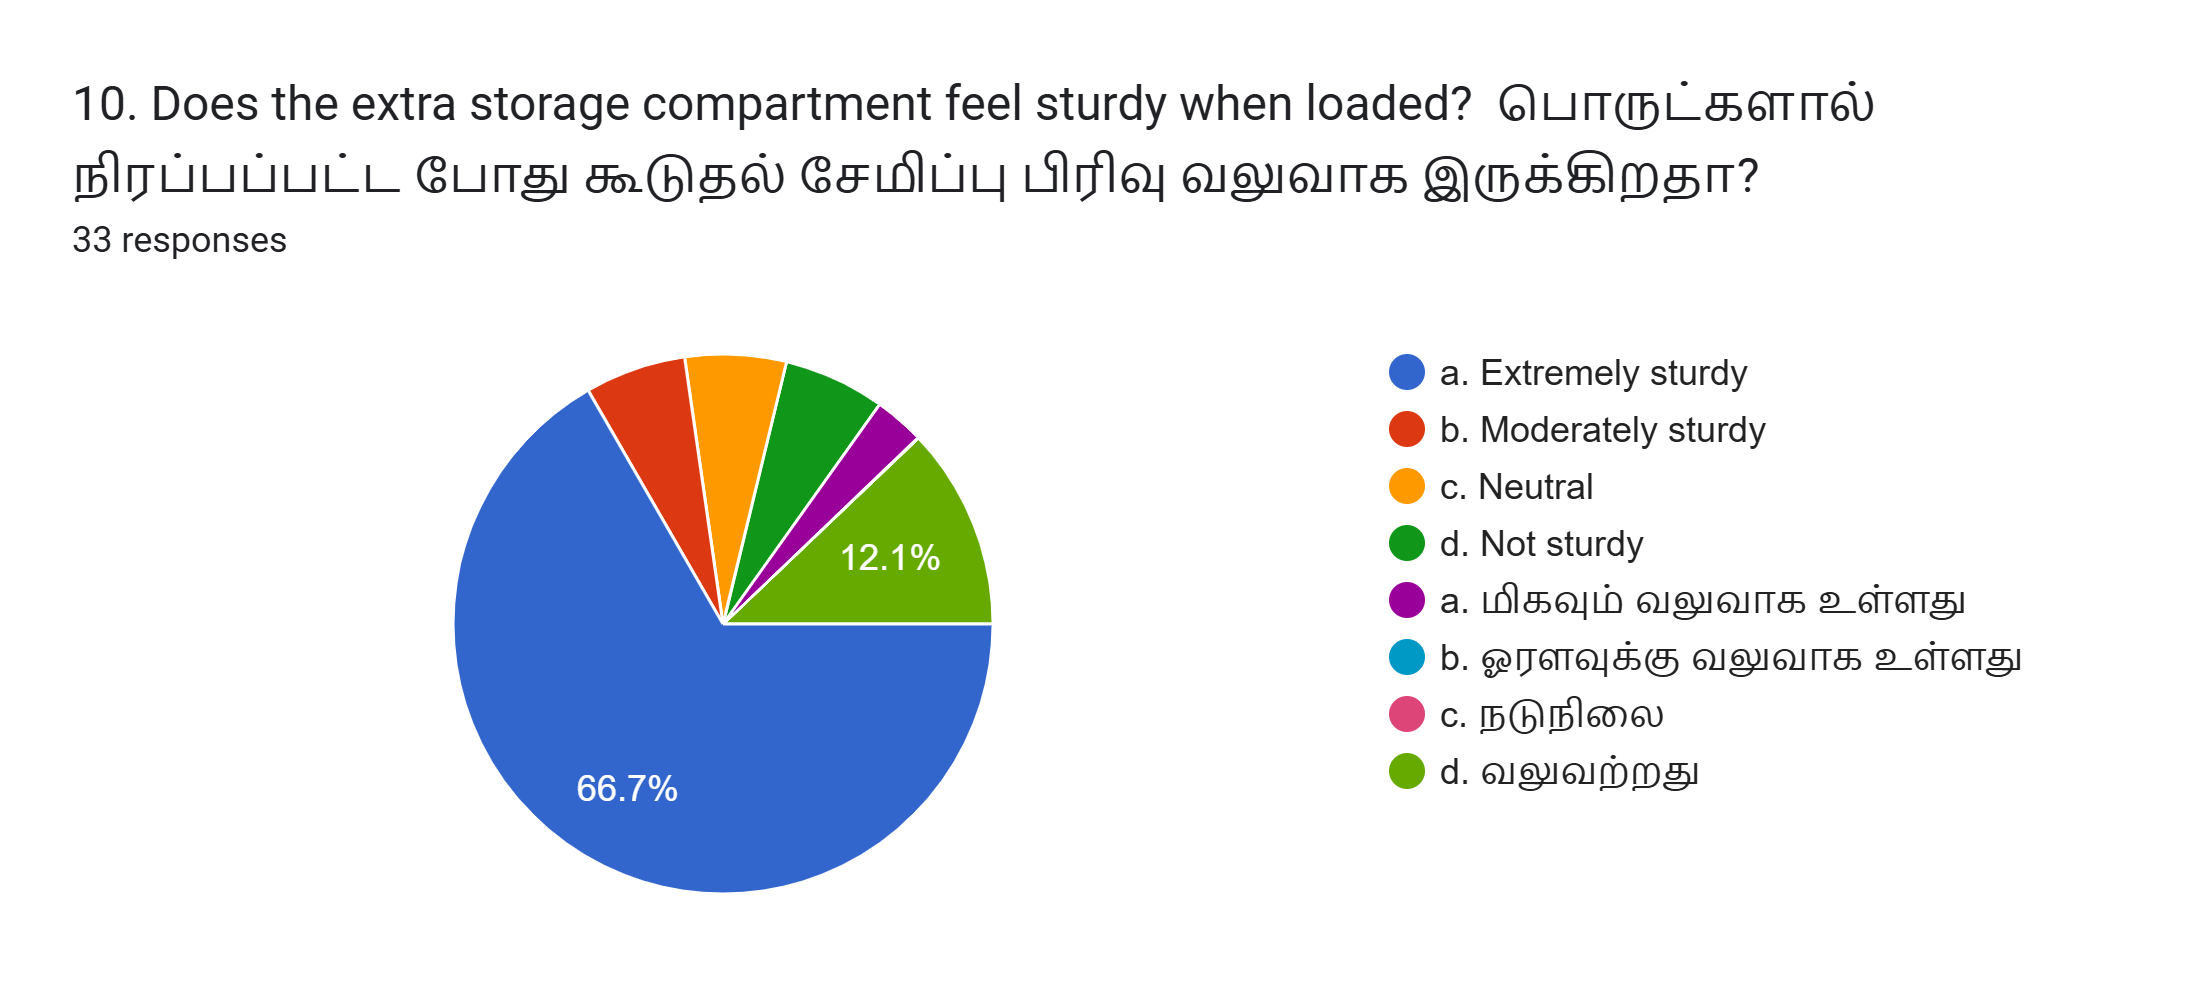 10. Does the extra storage compartment feel sturdy when loaded?  பொருட்களால்
நிரப்பப்பட்ட போது கூடுதல் சேமிப்பு பிரிவு வலுவாக இருக்கிறதா?
33 responses
a. Extremely sturdy
b. Moderately sturdy
c. Neutral
d. Not sturdy
a. மிகவும் வலுவாக உள்ளது
b. ஓரளவுக்கு வலுவாக உள்ளது
c. நடுநிலை
d. வலுவற்றது
12.1%
66.7%